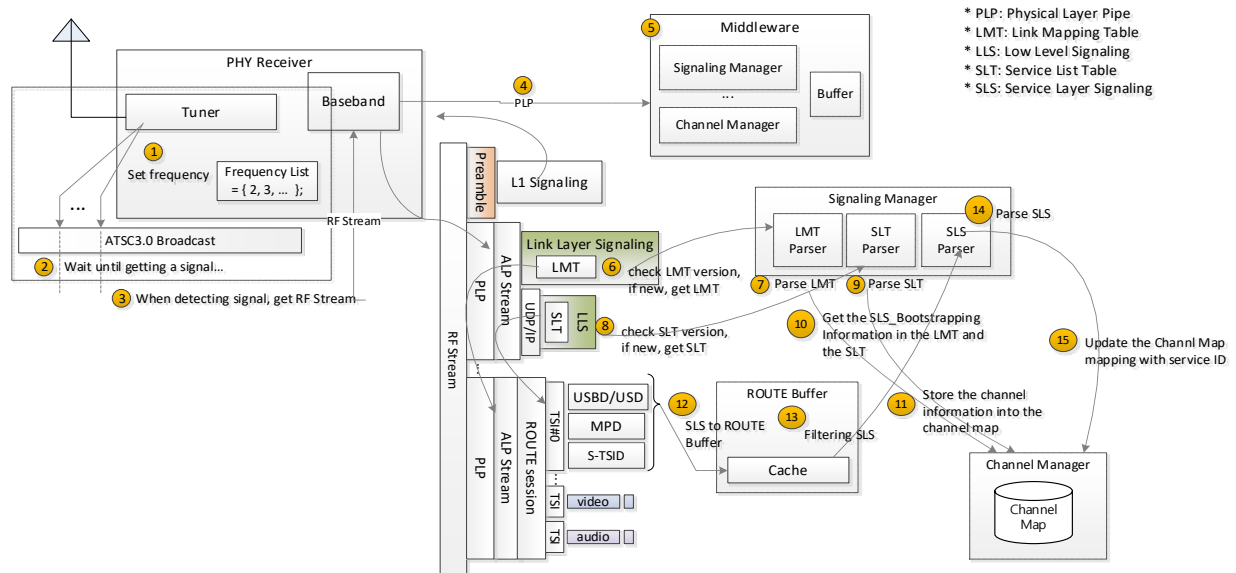 * PLP: Physical Layer Pipe
* LMT: Link Mapping Table
* LLS: Low Level Signaling
* SLT: Service List Table
* SLS: Service Layer Signaling
PHY Receiver
Tuner
Baseband
1
Set frequency
Frequency List
= { 2, 3, ... };
...
ATSC3.0 Broadcast
2 Wait until getting a signal...
3 When detecting signal, get RF Stream
RF Stream
4
PLP
5
Middleware
Signaling Manager
...
Channel Manager
Buffer
RF Stream
Preamble
L1 Signaling
PLP
ALP Stream
Link Layer Signaling
LMT
6 check LMT version,
if new, get LMT
UDP/IP
SLT
LLS
8 check SLT version,
if new, get SLT
...
PLP
ALP Stream
ROUTE session
TSI#0
USBD/USD
MPD
S-TSID
...
TSI
video
TSI
audio
12
SLS to ROUTE
Buffer
ROUTE Buffer
13
Filtering SLS
Cache
Signaling Manager
LMT
Parser
SLT
Parser
SLS
Parser
14 Parse SLS
7 Parse LMT
9 Parse SLT
10 Get the SLS_Bootstrapping
Information in the LMT and
the SLT
11 Store the channel
information into the
channel map
15 Update the Channl Map
mapping with service ID
Channel Manager
Channel
Map